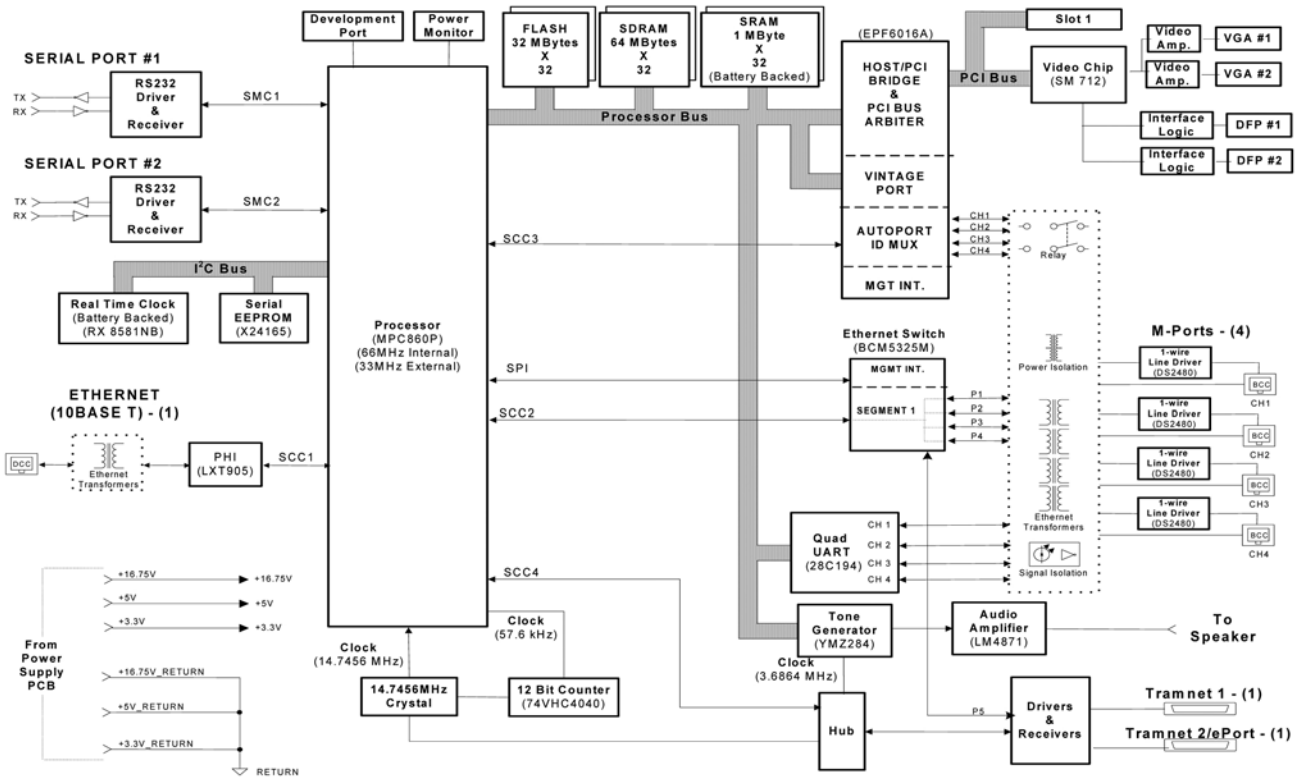 Development
Port
Power
Monitor
FLASH
32 MBytes
X
32
SDRAM
64 MBytes
X
32
SRAM
1 MByte
X
32
(Battery Backed)
(EPF6016A)
HOST/PCI
BRIDGE
&
PCI BUS
ARBITER
VINTAGE
PORT
AUTOPORT
ID MUX
MGT INT.
PCI Bus
Slot 1
Video Chip
(SM 712)
Video
Amp.
VGA #1
Video
Amp.
VGA #2
Interface
Logic
DFP #1
Interface
Logic
DFP #2
SERIAL PORT #1
TX
RX
RS232
Driver
&
Receiver
SMC1
SERIAL PORT #2
TX
RX
RS232
Driver
&
Receiver
SMC2
Processor Bus
I²C Bus
Real Time Clock
(Battery Backed)
(RX 8581NB)
Serial
EEPROM
(X24165)
Processor
(MPC860P)
(66MHz Internal)
(33MHz External)
SCC3
CH1
CH2
CH3
CH4
Relay
Ethernet Switch
(BCM5325M)
MGMT INT.
SEGMENT 1
SPI
SCC2
P1
P2
P3
P4
Power Isolation
Ethernet
Transformers
Signal Isolation
M-Ports - (4)
1-wire
Line Driver
(DS2480)
BCC
CH1
1-wire
Line Driver
(DS2480)
BCC
CH2
1-wire
Line Driver
(DS2480)
BCC
CH3
1-wire
Line Driver
(DS2480)
BCC
CH4
ETHERNET
(10BASE T) - (1)
DCC
Ethernet
Transformers
PHI
(LXT905)
SCC1
Quad
UART
(28C194)
CH 1
CH 2
CH 3
CH 4
SCC4
Tone
Generator
(YMZ284)
Audio
Amplifier
(LM4871)
To
Speaker
Clock
(57.6 kHz)
Clock
(14.7456 MHz)
Clock
(3.6864 MHz)
14.7456MHz
Crystal
12 Bit Counter
(74VHC4040)
Hub
P5
Drivers
&
Receivers
Tramnet 1 - (1)
Tramnet 2/ePort - (1)
From
Power
Supply
PCB
+16.75V
+16.75V
+5V
+5V
+3.3V
+3.3V
+16.75V_RETURN
+5V_RETURN
+3.3V_RETURN
RETURN